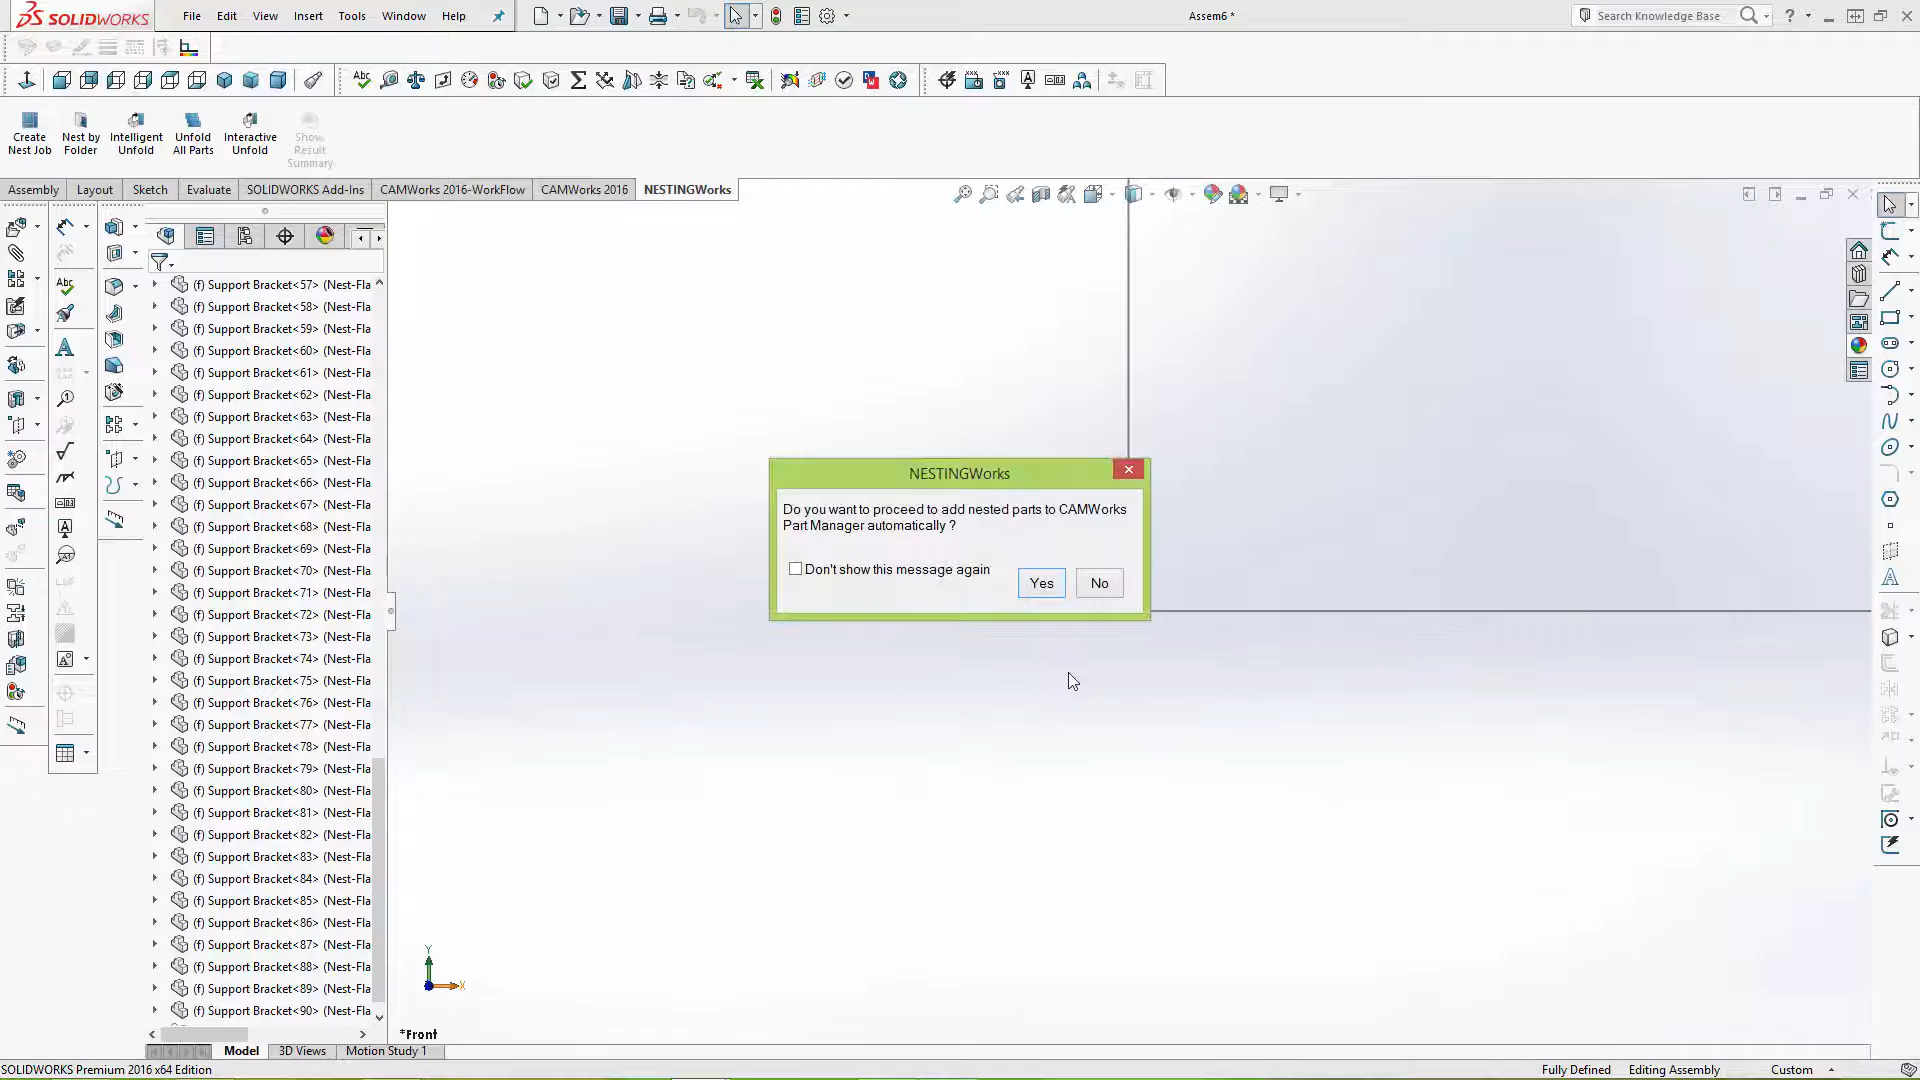 SOLIDWORKS File Edit View Insert Tools Window Help Assem6 * Search Knowledge Base
Create Nest Job
Nest by Folder
Intelligent Unfold
Unfold All Parts
Interactive Unfold
Show Result Summary
Assembly Layout Sketch Evaluate SOLIDWORKS Add-Ins CAMWorks 2016-WorkFlow CAMWorks 2016 NESTINGWorks
(f) Support Bracket<57> (Nest-Fla
(f) Support Bracket<58> (Nest-Fla
(f) Support Bracket<59> (Nest-Fla
(f) Support Bracket<60> (Nest-Fla
(f) Support Bracket<61> (Nest-Fla
(f) Support Bracket<62> (Nest-Fla
(f) Support Bracket<63> (Nest-Fla
(f) Support Bracket<64> (Nest-Fla
(f) Support Bracket<65> (Nest-Fla
(f) Support Bracket<66> (Nest-Fla
(f) Support Bracket<67> (Nest-Fla
(f) Support Bracket<68> (Nest-Fla
(f) Support Bracket<69> (Nest-Fla
(f) Support Bracket<70> (Nest-Fla
(f) Support Bracket<71> (Nest-Fla
(f) Support Bracket<72> (Nest-Fla
(f) Support Bracket<73> (Nest-Fla
(f) Support Bracket<74> (Nest-Fla
(f) Support Bracket<75> (Nest-Fla
(f) Support Bracket<76> (Nest-Fla
(f) Support Bracket<77> (Nest-Fla
(f) Support Bracket<78> (Nest-Fla
(f) Support Bracket<79> (Nest-Fla
(f) Support Bracket<80> (Nest-Fla
(f) Support Bracket<81> (Nest-Fla
(f) Support Bracket<82> (Nest-Fla
(f) Support Bracket<83> (Nest-Fla
(f) Support Bracket<84> (Nest-Fla
(f) Support Bracket<85> (Nest-Fla
(f) Support Bracket<86> (Nest-Fla
(f) Support Bracket<87> (Nest-Fla
(f) Support Bracket<88> (Nest-Fla
(f) Support Bracket<89> (Nest-Fla
(f) Support Bracket<90> (Nest-Fla
NESTINGWorks
Do you want to proceed to add nested parts to CAMWorks
Part Manager automatically ?
Don't show this message again
Yes No
Y
X
*Front
Model 3D Views Motion Study 1
SOLIDWORKS Premium 2016 x64 Edition Fully Defined Editing Assembly Custom